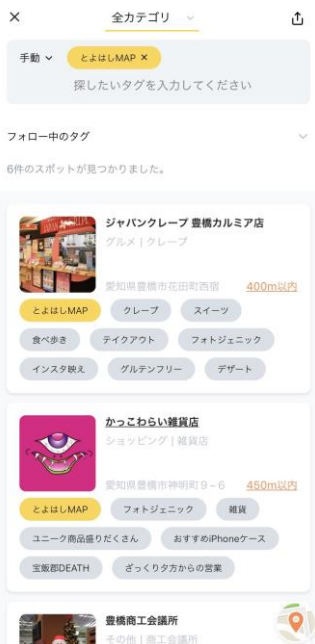 全カテゴリ
手動 とよはしMAP ×
探したいタグを入力してください
フォロー中のタグ
6件のスポットが見つかりました。
ジャパンクレープ 豊橋カルミア店
グルメ | クレープ
愛知県豊橋市花田町西宿 400m以内
とよはしMAP クレープ スイーツ
食べ歩き テイクアウト フォトジェニック
インスタ映え グルテンフリー デザート
かっこわらい雑貨店
ショッピング | 雑貨店
愛知県豊橋市神明町９−６ 450m以内
とよはしMAP フォトジェニック 雑貨
ユニーク商品盛りだくさん おすすめiPhoneケース
宝飯郡DEATH ざっくり夕方からの営業
豊橋商工会議所
その他 | 商工会議所